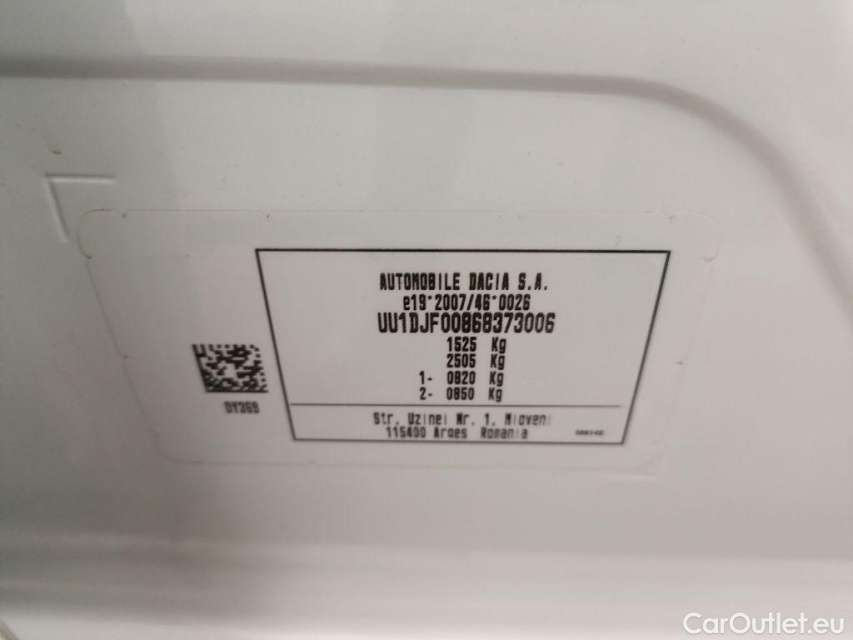 AUTOMOBILE DACIA S.A.
e19*2007/46*0026
UU1DJF00868373006
1525 Kg
2505 Kg
1- 0820 Kg
2- 0850 Kg
Str. Uzinei Nr. 1. Mioveni
115400 Arges Romania
CarOutlet.eu